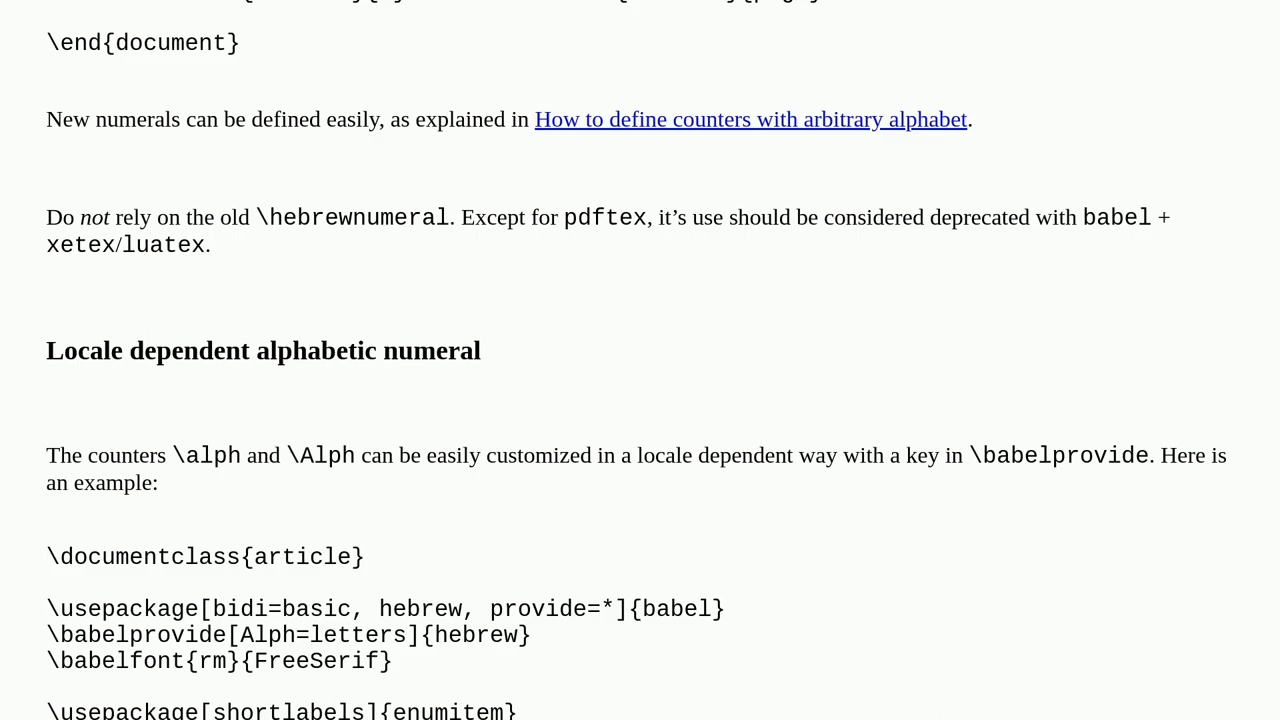 \end{document}
New numerals can be defined easily, as explained in How to define counters with arbitrary alphabet.
Do not rely on the old \hebrewnumeral. Except for pdftex, it’s use should be considered deprecated with babel +
xetex/luatex.
Locale dependent alphabetic numeral
The counters \alph and \Alph can be easily customized in a locale dependent way with a key in \babelprovide. Here is
an example:
\documentclass{article}
\usepackage[bidi=basic, hebrew, provide=*]{babel}
\babelprovide[Alph=letters]{hebrew}
\babelfont{rm}{FreeSerif}
\usepackage[shortlabels]{enumitem}